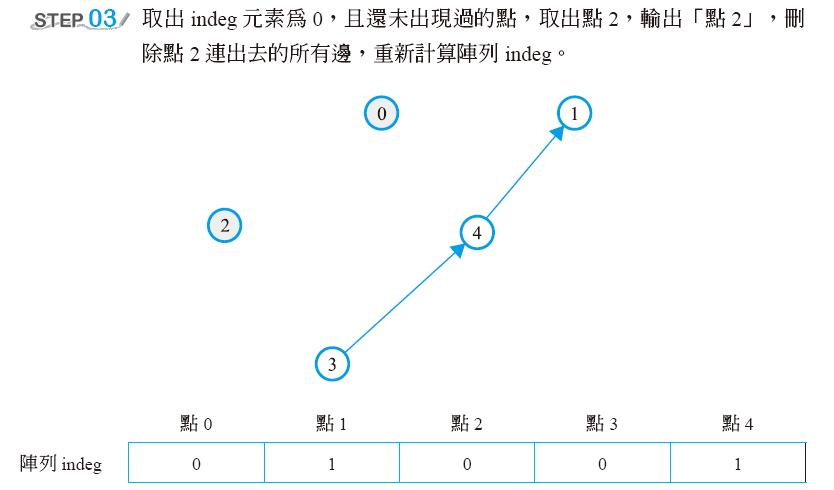 STEP 03 取出 indeg 元素為 0,且還未出現過的點,取出點 2,輸出「點 2」,刪
除點 2 連出去的所有邊,重新計算陣列 indeg。
0
1
2
4
3
點 0 點 1 點 2 點 3 點 4
陣列 indeg 0 1 0 0 1